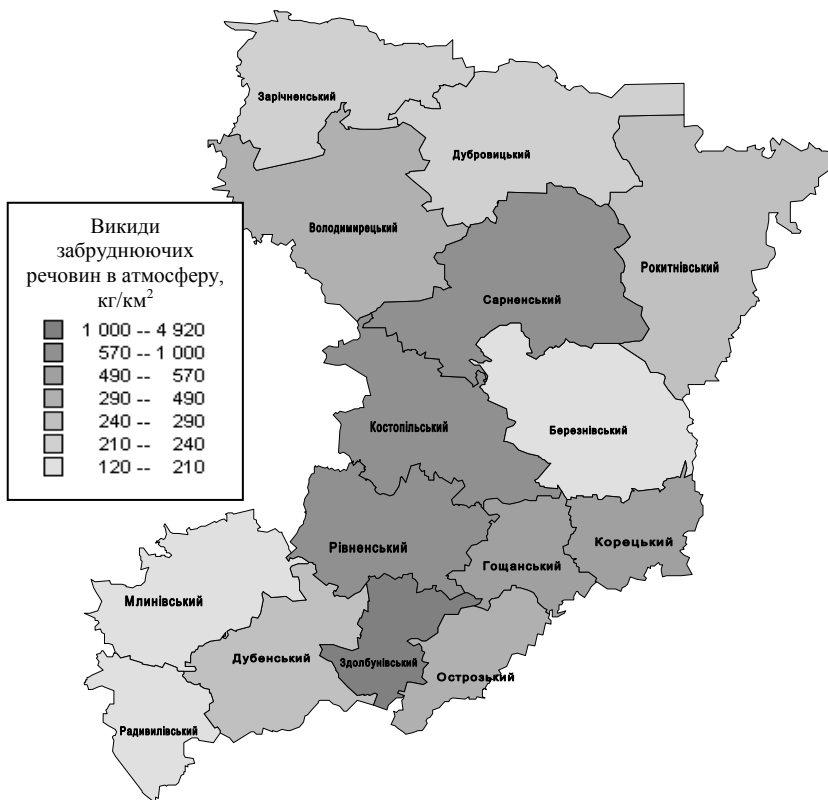 Зарічненський
Дубровицький
Володимирецький
Рокитнівський
Сарненський
Викиди
забруднюючих
речовин в атмосферу,
кг/км²
1 000 -- 4 920
570 -- 1 000
490 -- 570
290 -- 490
240 -- 290
210 -- 240
120 -- 210
Костопільський
Березнівський
Рівненський
Корецький
Гощанський
Млинівський
Дубенський
Здолбунівський
Острозький
Радивилівський